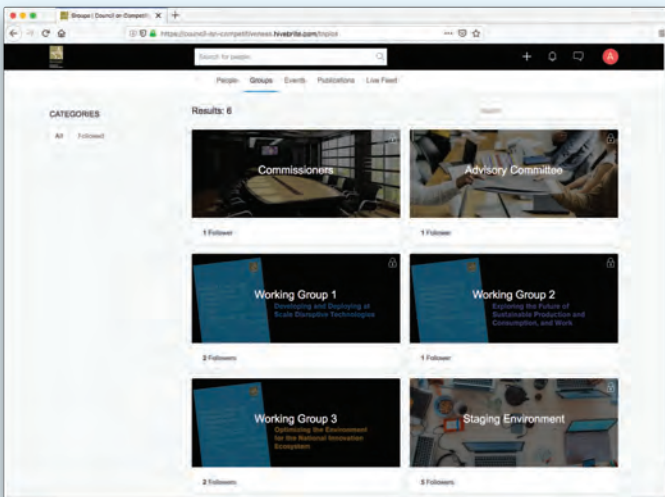 Groups | Council on Competitiv
https://council-on-competitiveness.hivebrite.com/topics
Search for people
A
People Groups Events Publications Live Feed
CATEGORIES
All Followed
Results: 6
Search
Commissioners
1 Follower
Advisory Committee
1 Follower
Working Group 1
Developing and Deploying at
Scale Disruptive Technologies
2 Followers
Working Group 2
Exploring the Future of
Sustainable Production and
Consumption, and Work
1 Follower
Working Group 3
Optimizing the Environment
for the National Innovation
Ecosystem
2 Followers
Staging Environment
5 Followers